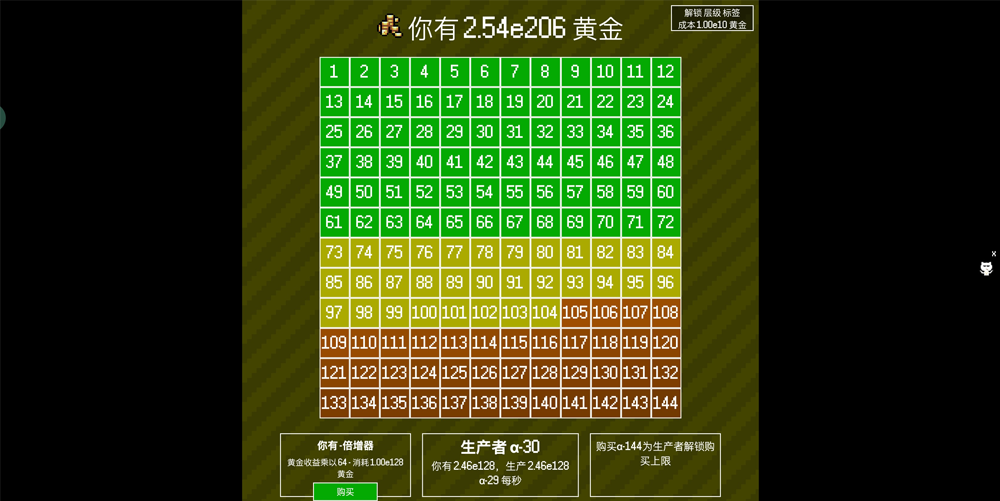 你有 2.54e206 黄金
解锁 层级 标签
成本 1.00e10 黄金
1 2 3 4 5 6 7 8 9 10 11 12
13 14 15 16 17 18 19 20 21 22 23 24
25 26 27 28 29 30 31 32 33 34 35 36
37 38 39 40 41 42 43 44 45 46 47 48
49 50 51 52 53 54 55 56 57 58 59 60
61 62 63 64 65 66 67 68 69 70 71 72
73 74 75 76 77 78 79 80 81 82 83 84
85 86 87 88 89 90 91 92 93 94 95 96
97 98 99 100 101 102 103 104 105 106 107 108
109 110 111 112 113 114 115 116 117 118 119 120
121 122 123 124 125 126 127 128 129 130 131 132
133 134 135 136 137 138 139 140 141 142 143 144
你有 -倍增器
黄金收益乘以 64 - 消耗 1.00e128
黄金
购买
生产者 α-30
你有 2.46e128，生产 2.46e128
α-29 每秒
购买α-144为生产者解锁购
买上限
x